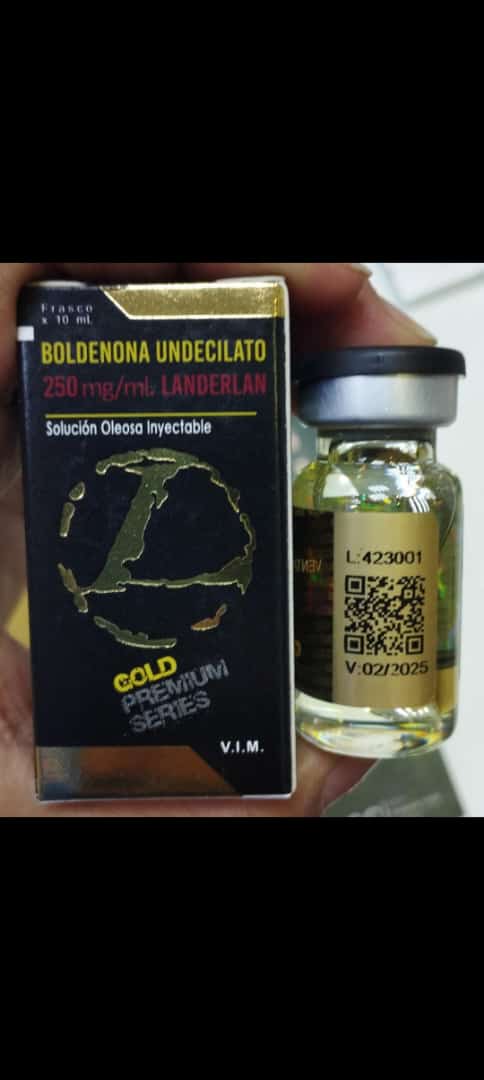 Frasco
x 10 mL
BOLDENONA UNDECILATO
250 mg/mL LANDERLAN
Solución Oleosa Inyectable
GOLD
PREMIUM
SERIES
V.I.M.
L:423001
V:02/2025